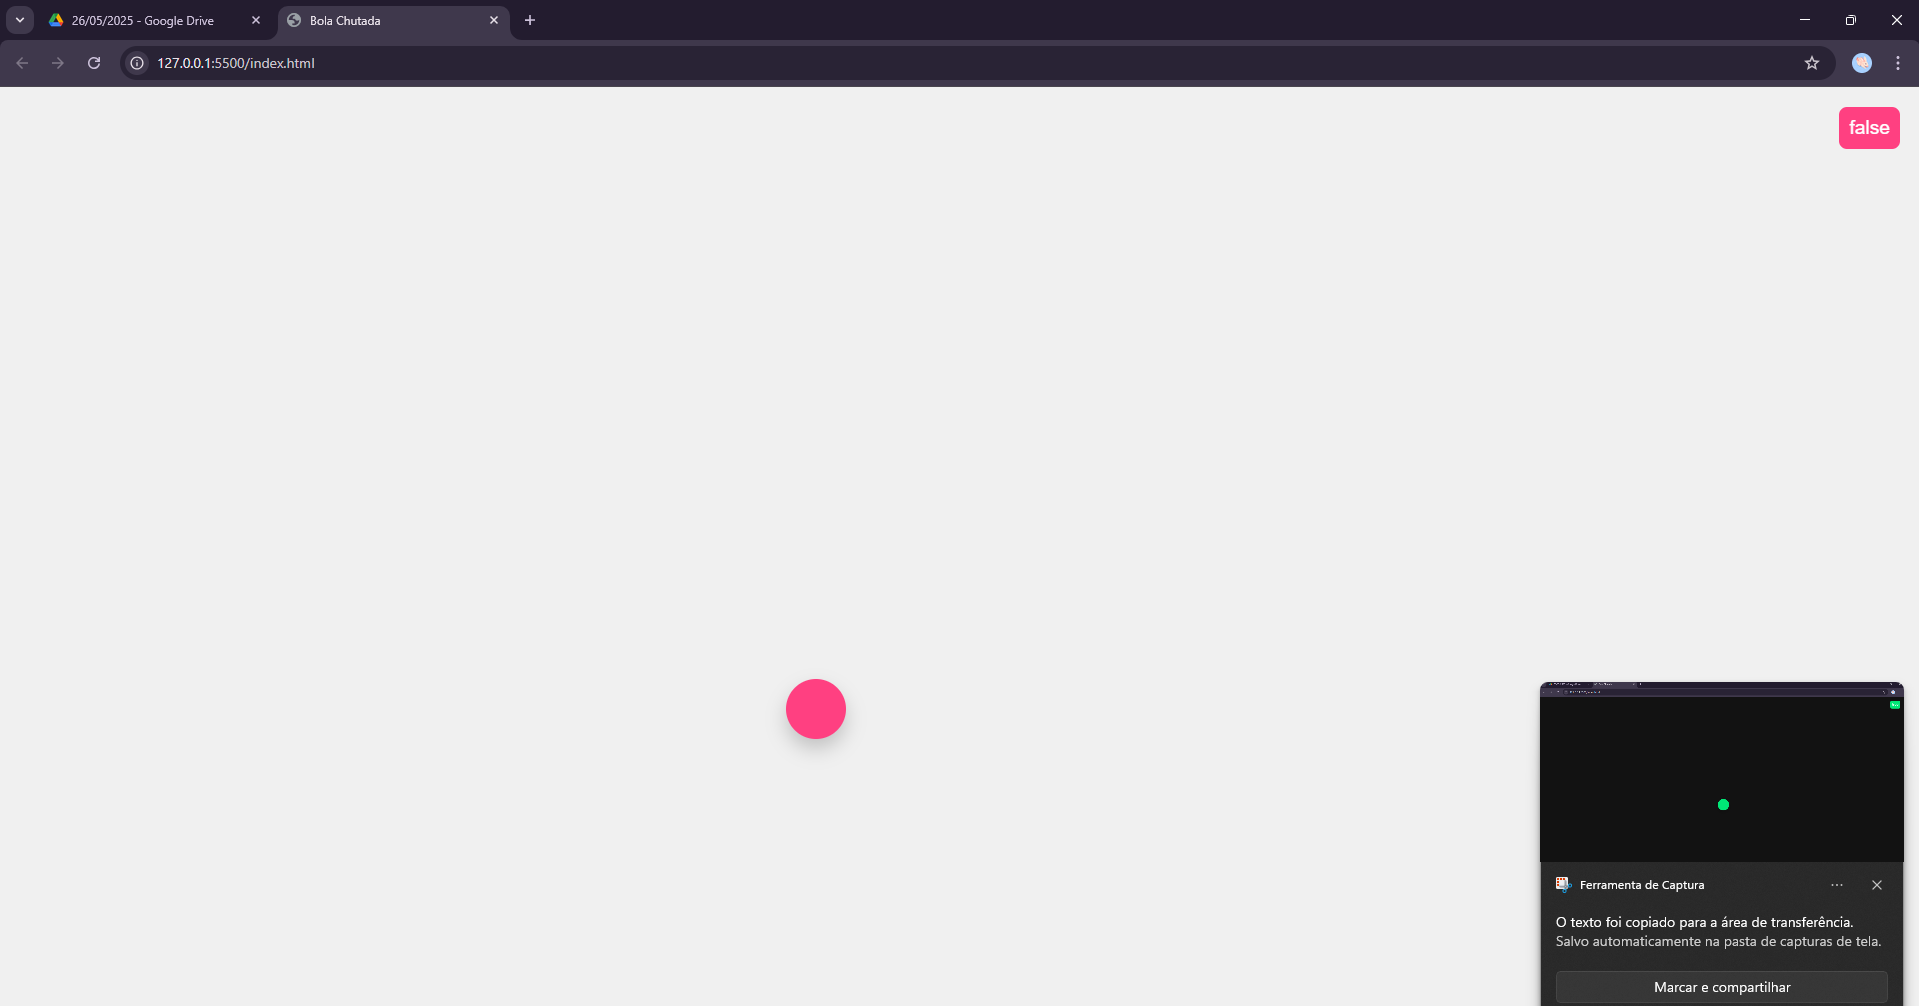 26/05/2025 - Google Drive
Bola Chutada
127.0.0.1:5500/index.html
false
Ferramenta de Captura
O texto foi copiado para a área de transferência.
Salvo automaticamente na pasta de capturas de tela.
Marcar e compartilhar